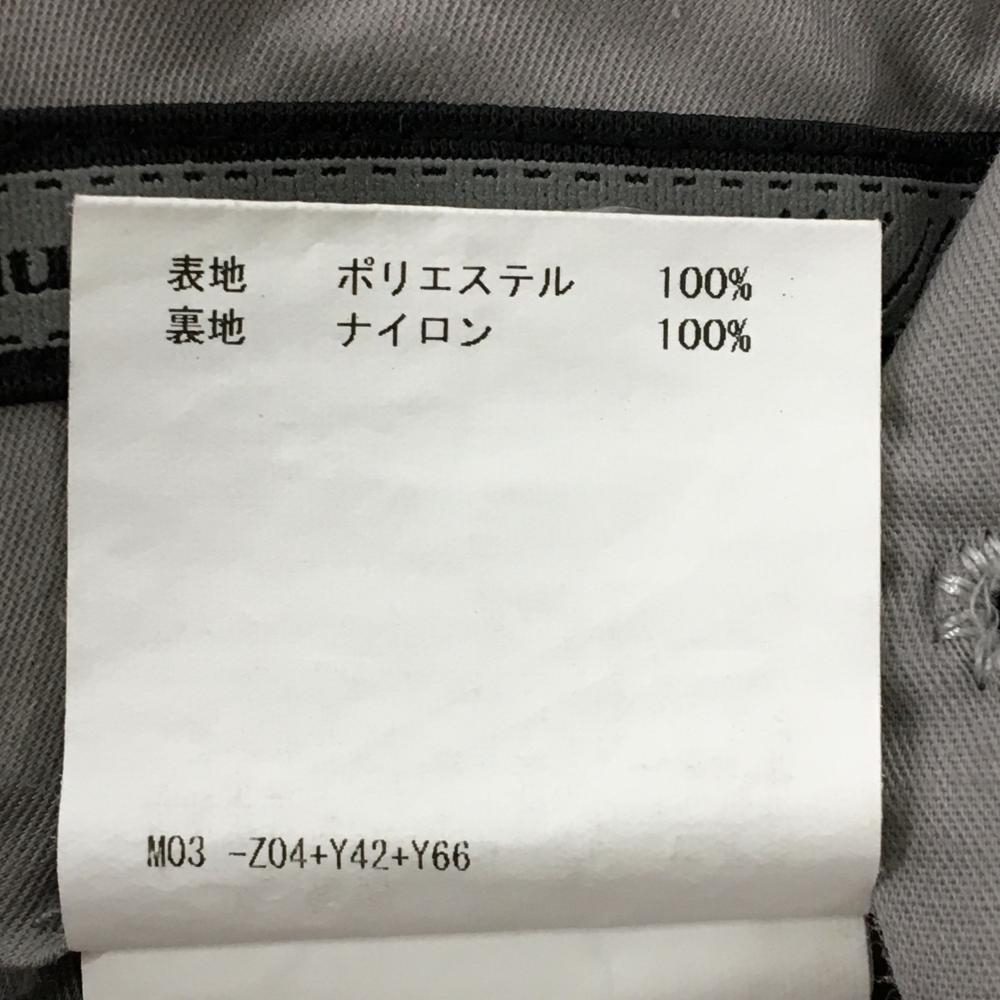 表地 ポリエステル 100%
裏地 ナイロン 100%
M03 -Z04+Y42+Y66